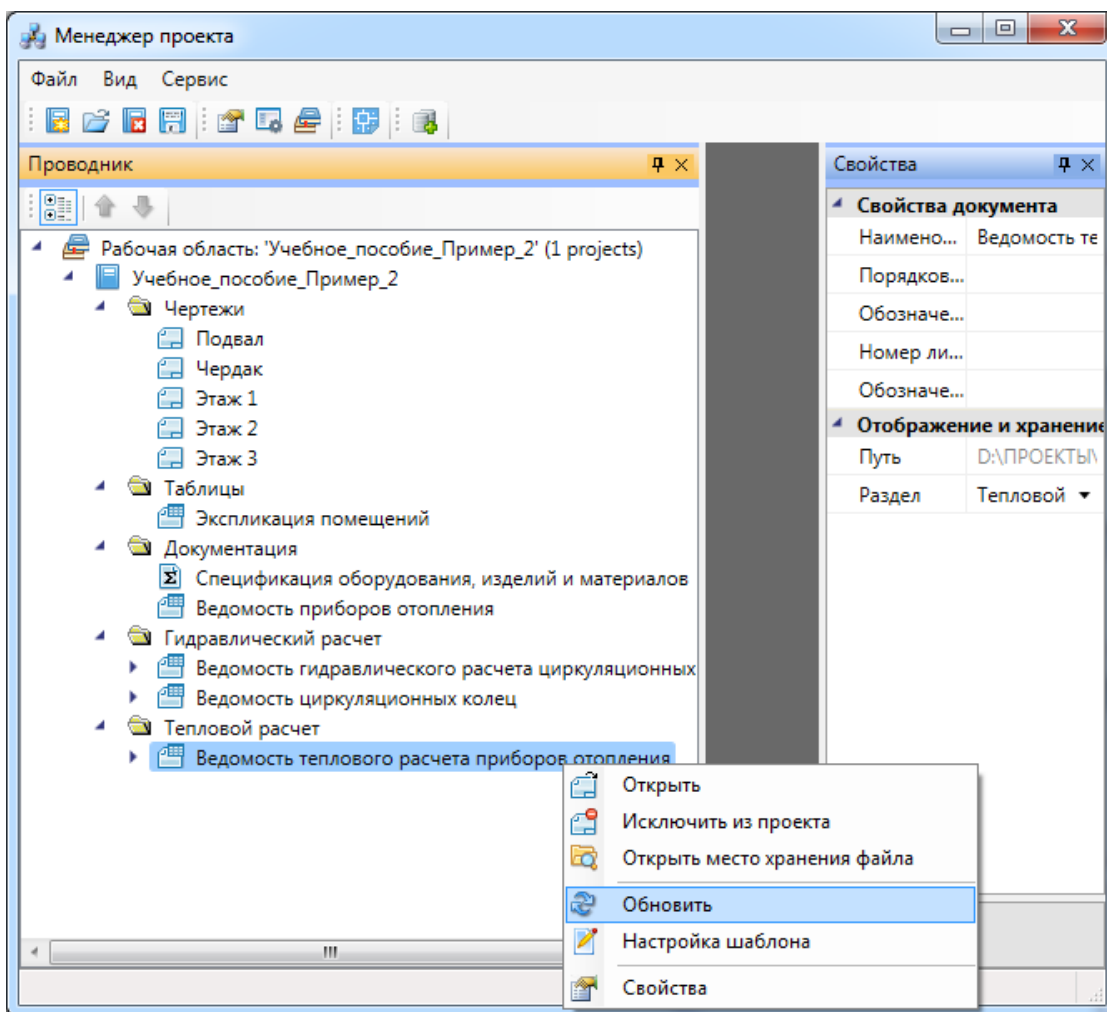 Менеджер проекта
Файл Вид Сервис
Проводник
Рабочая область: 'Учебное_пособие_Пример_2' (1 projects)
Учебное_пособие_Пример_2
Чертежи
Подвал
Чердак
Этаж 1
Этаж 2
Этаж 3
Таблицы
Экспликация помещений
Документация
Спецификация оборудования, изделий и материалов
Ведомость приборов отопления
Гидравлический расчет
Ведомость гидравлического расчета циркуляционных
Ведомость циркуляционных колец
Тепловой расчет
Ведомость теплового расчета приборов отопления
Открыть
Исключить из проекта
Открыть место хранения файла
Обновить
Настройка шаблона
Свойства
Свойства
Свойства документа
Наимено... Ведомость те
Порядков...
Обозначе...
Номер ли...
Обозначе...
Отображение и хранение
Путь D:\ПРОЕКТЫ\
Раздел Тепловой